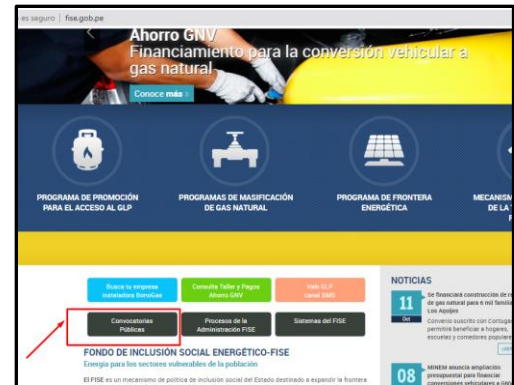 es seguro | fise.gob.pe
Ahorro GNV
Financiamiento para la conversión vehicular a
gas natural
Conoce más
PROGRAMA DE PROMOCIÓN
PARA EL ACCESO AL GLP
PROGRAMAS DE MASIFICACIÓN
DE GAS NATURAL
PROGRAMA DE FRONTERA
ENERGÉTICA
MECANISM
DE LA
Busca tu empresa
instaladora BonoGas
Consulta Taller y Pagos
Ahorro GNV
Vale GLP
canal SMS
Convocatorias
Públicas
Procesos de la
Administración FISE
Sistemas del FISE
FONDO DE INCLUSIÓN SOCIAL ENERGÉTICO-FISE
Energía para los sectores vulnerables de la población
El FISE es un mecanismo de política de inclusión social del Estado destinado a expandir la frontera
NOTICIAS
11
Oct
Se financiará construcción de
de gas natural para 6 mil
Los Aquijes
Convenio suscrito con Contugas
permitirá beneficiar a hogares,
escuelas y comedores populares
08
MINEM anuncia ampliación
presupuestal para financiar
conversiones vehiculares a